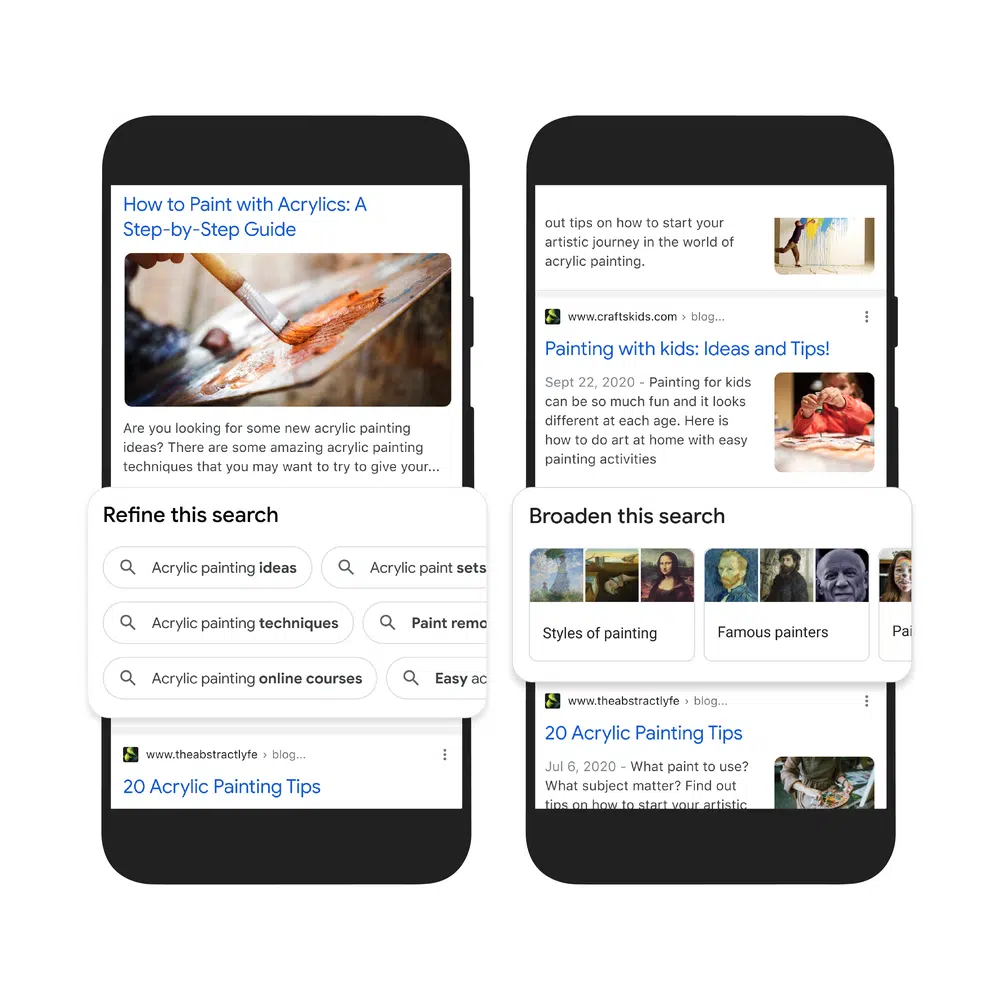 How to Paint with Acrylics: A
Step-by-Step Guide
Are you looking for some new acrylic painting
ideas? There are some amazing acrylic painting
techniques that you may want to try to give your...
Refine this search
Acrylic painting ideas
Acrylic paint sets
Acrylic painting techniques
Paint remo
Acrylic painting online courses
Easy ac
www.theabstractlyfe › blog...
20 Acrylic Painting Tips
out tips on how to start your
artistic journey in the world of
acrylic painting.
www.craftskids.com › blog...
Painting with kids: Ideas and Tips!
Sept 22, 2020 - Painting for kids
can be so much fun and it looks
different at each age. Here is
how to do art at home with easy
painting activities
Broaden this search
Styles of painting
Famous painters
Pai
www.theabstractlyfe › blog...
20 Acrylic Painting Tips
Jul 6, 2020 - What paint to use?
What subject matter? Find out
tips on how to start your artistic